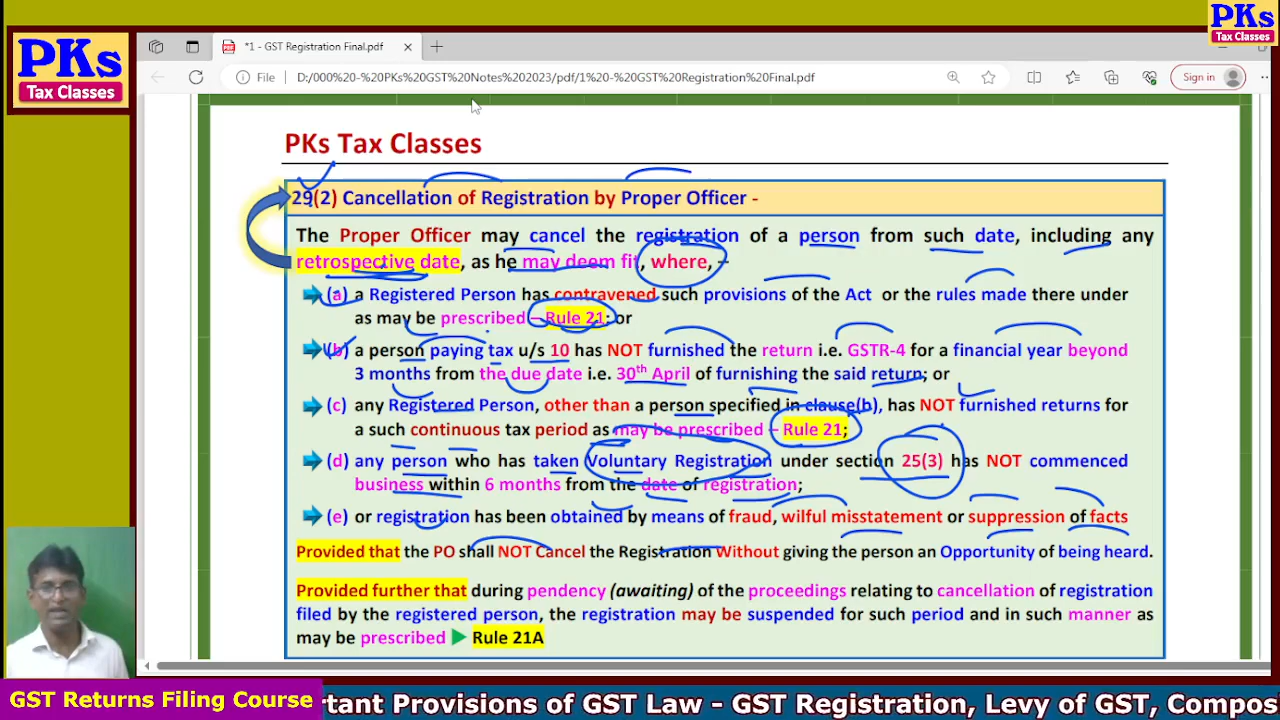 PKs
Tax Classes
*1 - GST Registration Final.pdf
File
D:/000%20-%20PKs%20GST%20Notes%202023/pdf/1%20-%20GST%20Registration%20Final.pdf
Sign in
PKs
Tax Classes
PKs Tax Classes
29(2) Cancellation of Registration by Proper Officer -
The Proper Officer may cancel the registration of a person from such date, including any
retrospective date, as he may deem fit, where, –
(a) a Registered Person has contravened such provisions of the Act or the rules made there under
as may be prescribed – Rule 21; or
(b) a person paying tax u/s 10 has NOT furnished the return i.e. GSTR-4 for a financial year beyond
3 months from the due date i.e. 30th April of furnishing the said return; or
(c) any Registered Person, other than a person specified in clause(b), has NOT furnished returns for
a such continuous tax period as may be prescribed – Rule 21;
(d) any person who has taken Voluntary Registration under section 25(3) has NOT commenced
business within 6 months from the date of registration;
(e) or registration has been obtained by means of fraud, wilful misstatement or suppression of facts
Provided that the PO shall NOT Cancel the Registration Without giving the person an Opportunity of being heard.
Provided further that during pendency (awaiting) of the proceedings relating to cancellation of registration
filed by the registered person, the registration may be suspended for such period and in such manner as
may be prescribed ▶ Rule 21A
GST Returns Filing Course
rtant Provisions of GST Law - GST Registration, Levy of GST, Compos